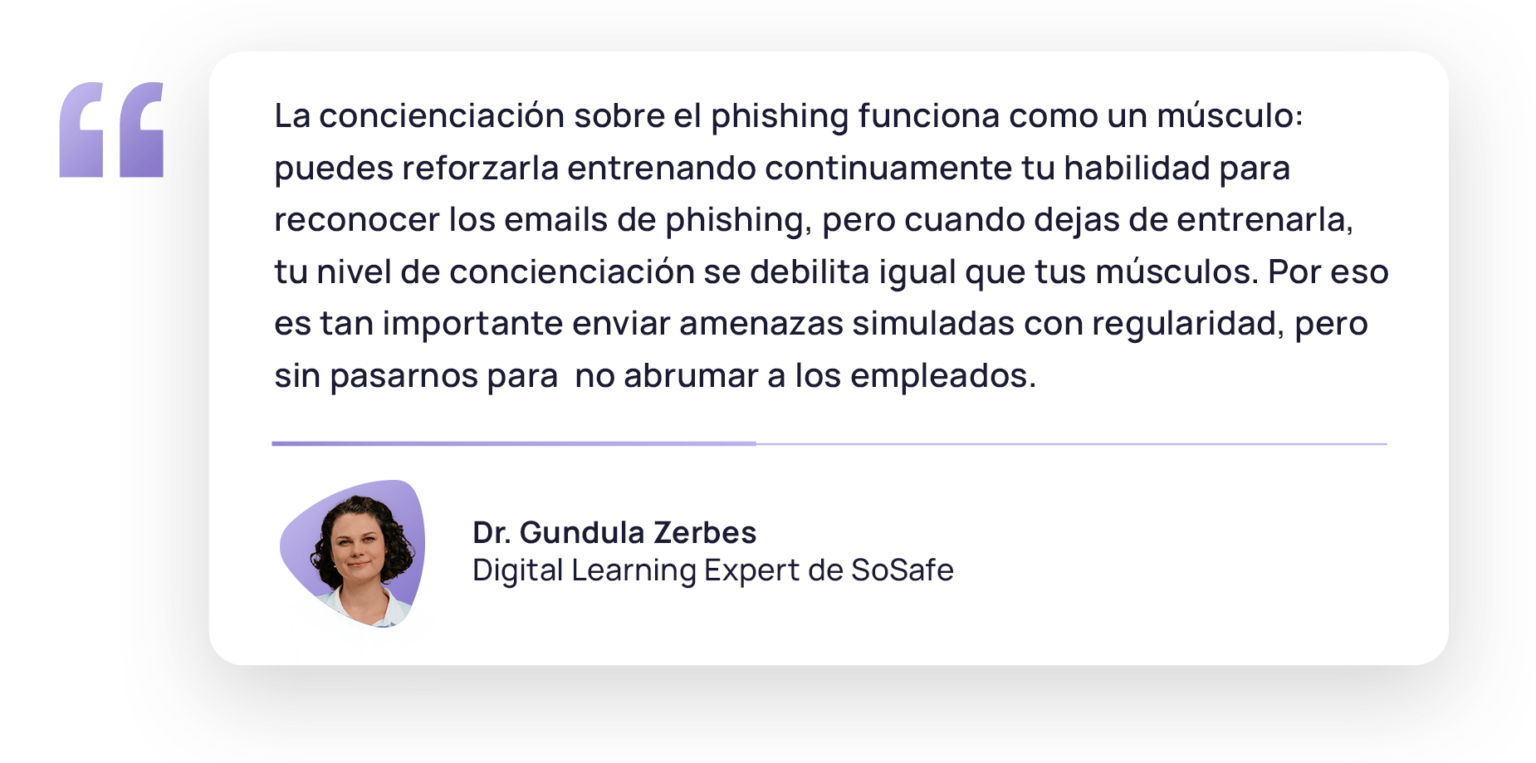 La concienciación sobre el phishing funciona como un músculo:
puedes reforzarla entrenando continuamente tu habilidad para
reconocer los emails de phishing, pero cuando dejas de entrenarla,
tu nivel de concienciación se debilita igual que tus músculos. Por eso
es tan importante enviar amenazas simuladas con regularidad, pero
sin pasarnos para  no abrumar a los empleados.
Dr. Gundula Zerbes
Digital Learning Expert de SoSafe